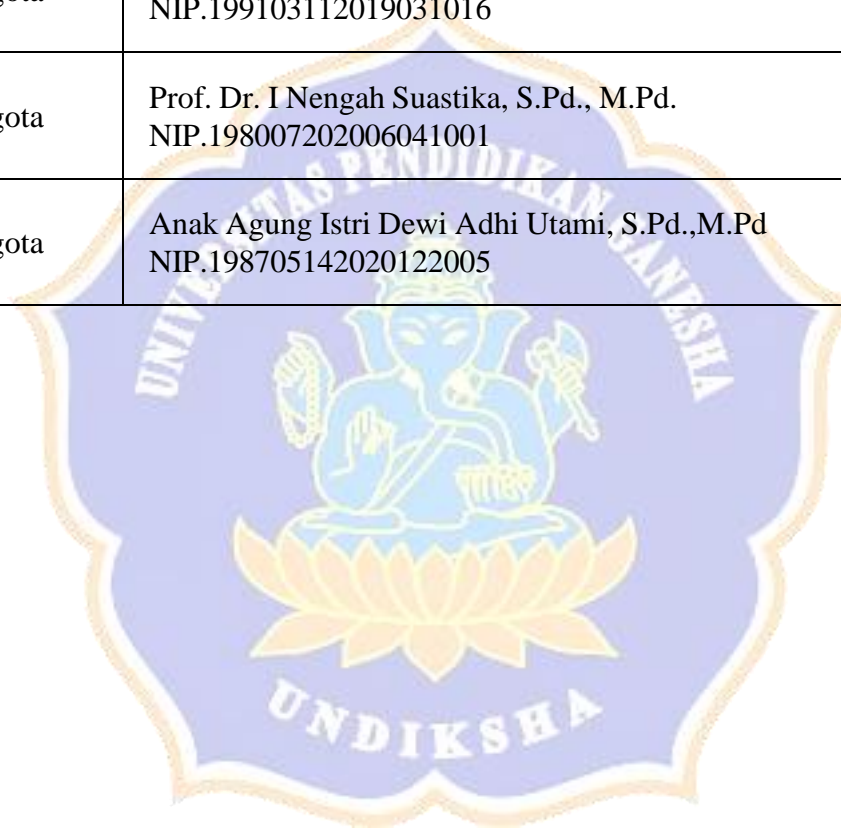 NIP.199103112019031016
gota
Prof. Dr. I Nengah Suastika, S.Pd., M.Pd.
NIP.198007202006041001
gota
Anak Agung Istri Dewi Adhi Utami, S.Pd.,M.Pd
NIP.198705142020122005
UNIVERSITAS PENDIDIKAN GANESHA
UNDIKSHA